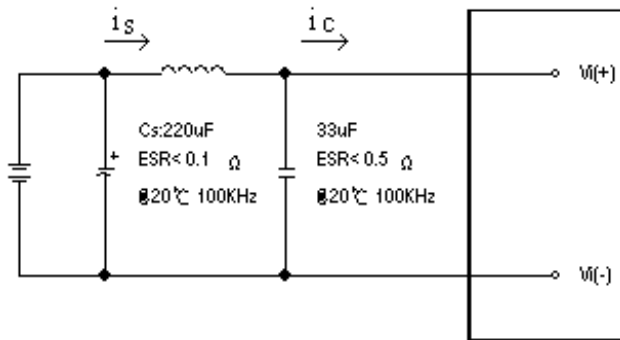 iS
iC
Vi(+)
Cs:220uF
ESR< 0.1 Ω
@20℃ 100KHz
33uF
ESR< 0.5 Ω
@20℃ 100KHz
+
Vi(-)